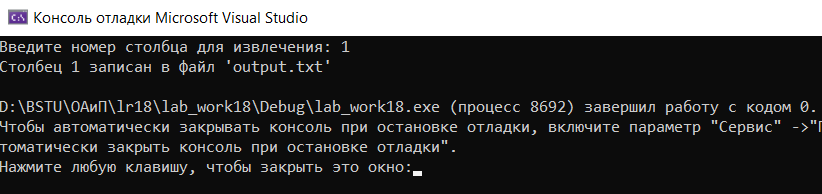 C:\ Консоль отладки Microsoft Visual Studio
Введите номер столбца для извлечения: 1
Столбец 1 записан в файл 'output.txt'
D:\BSTU\ОАиП\lr18\lab_work18\Debug\lab_work18.exe (процесс 8692) завершил работу с кодом 0.
Чтобы автоматически закрывать консоль при остановке отладки, включите параметр "Сервис" ->"
томатически закрыть консоль при остановке отладки".
Нажмите любую клавишу, чтобы закрыть это окно: